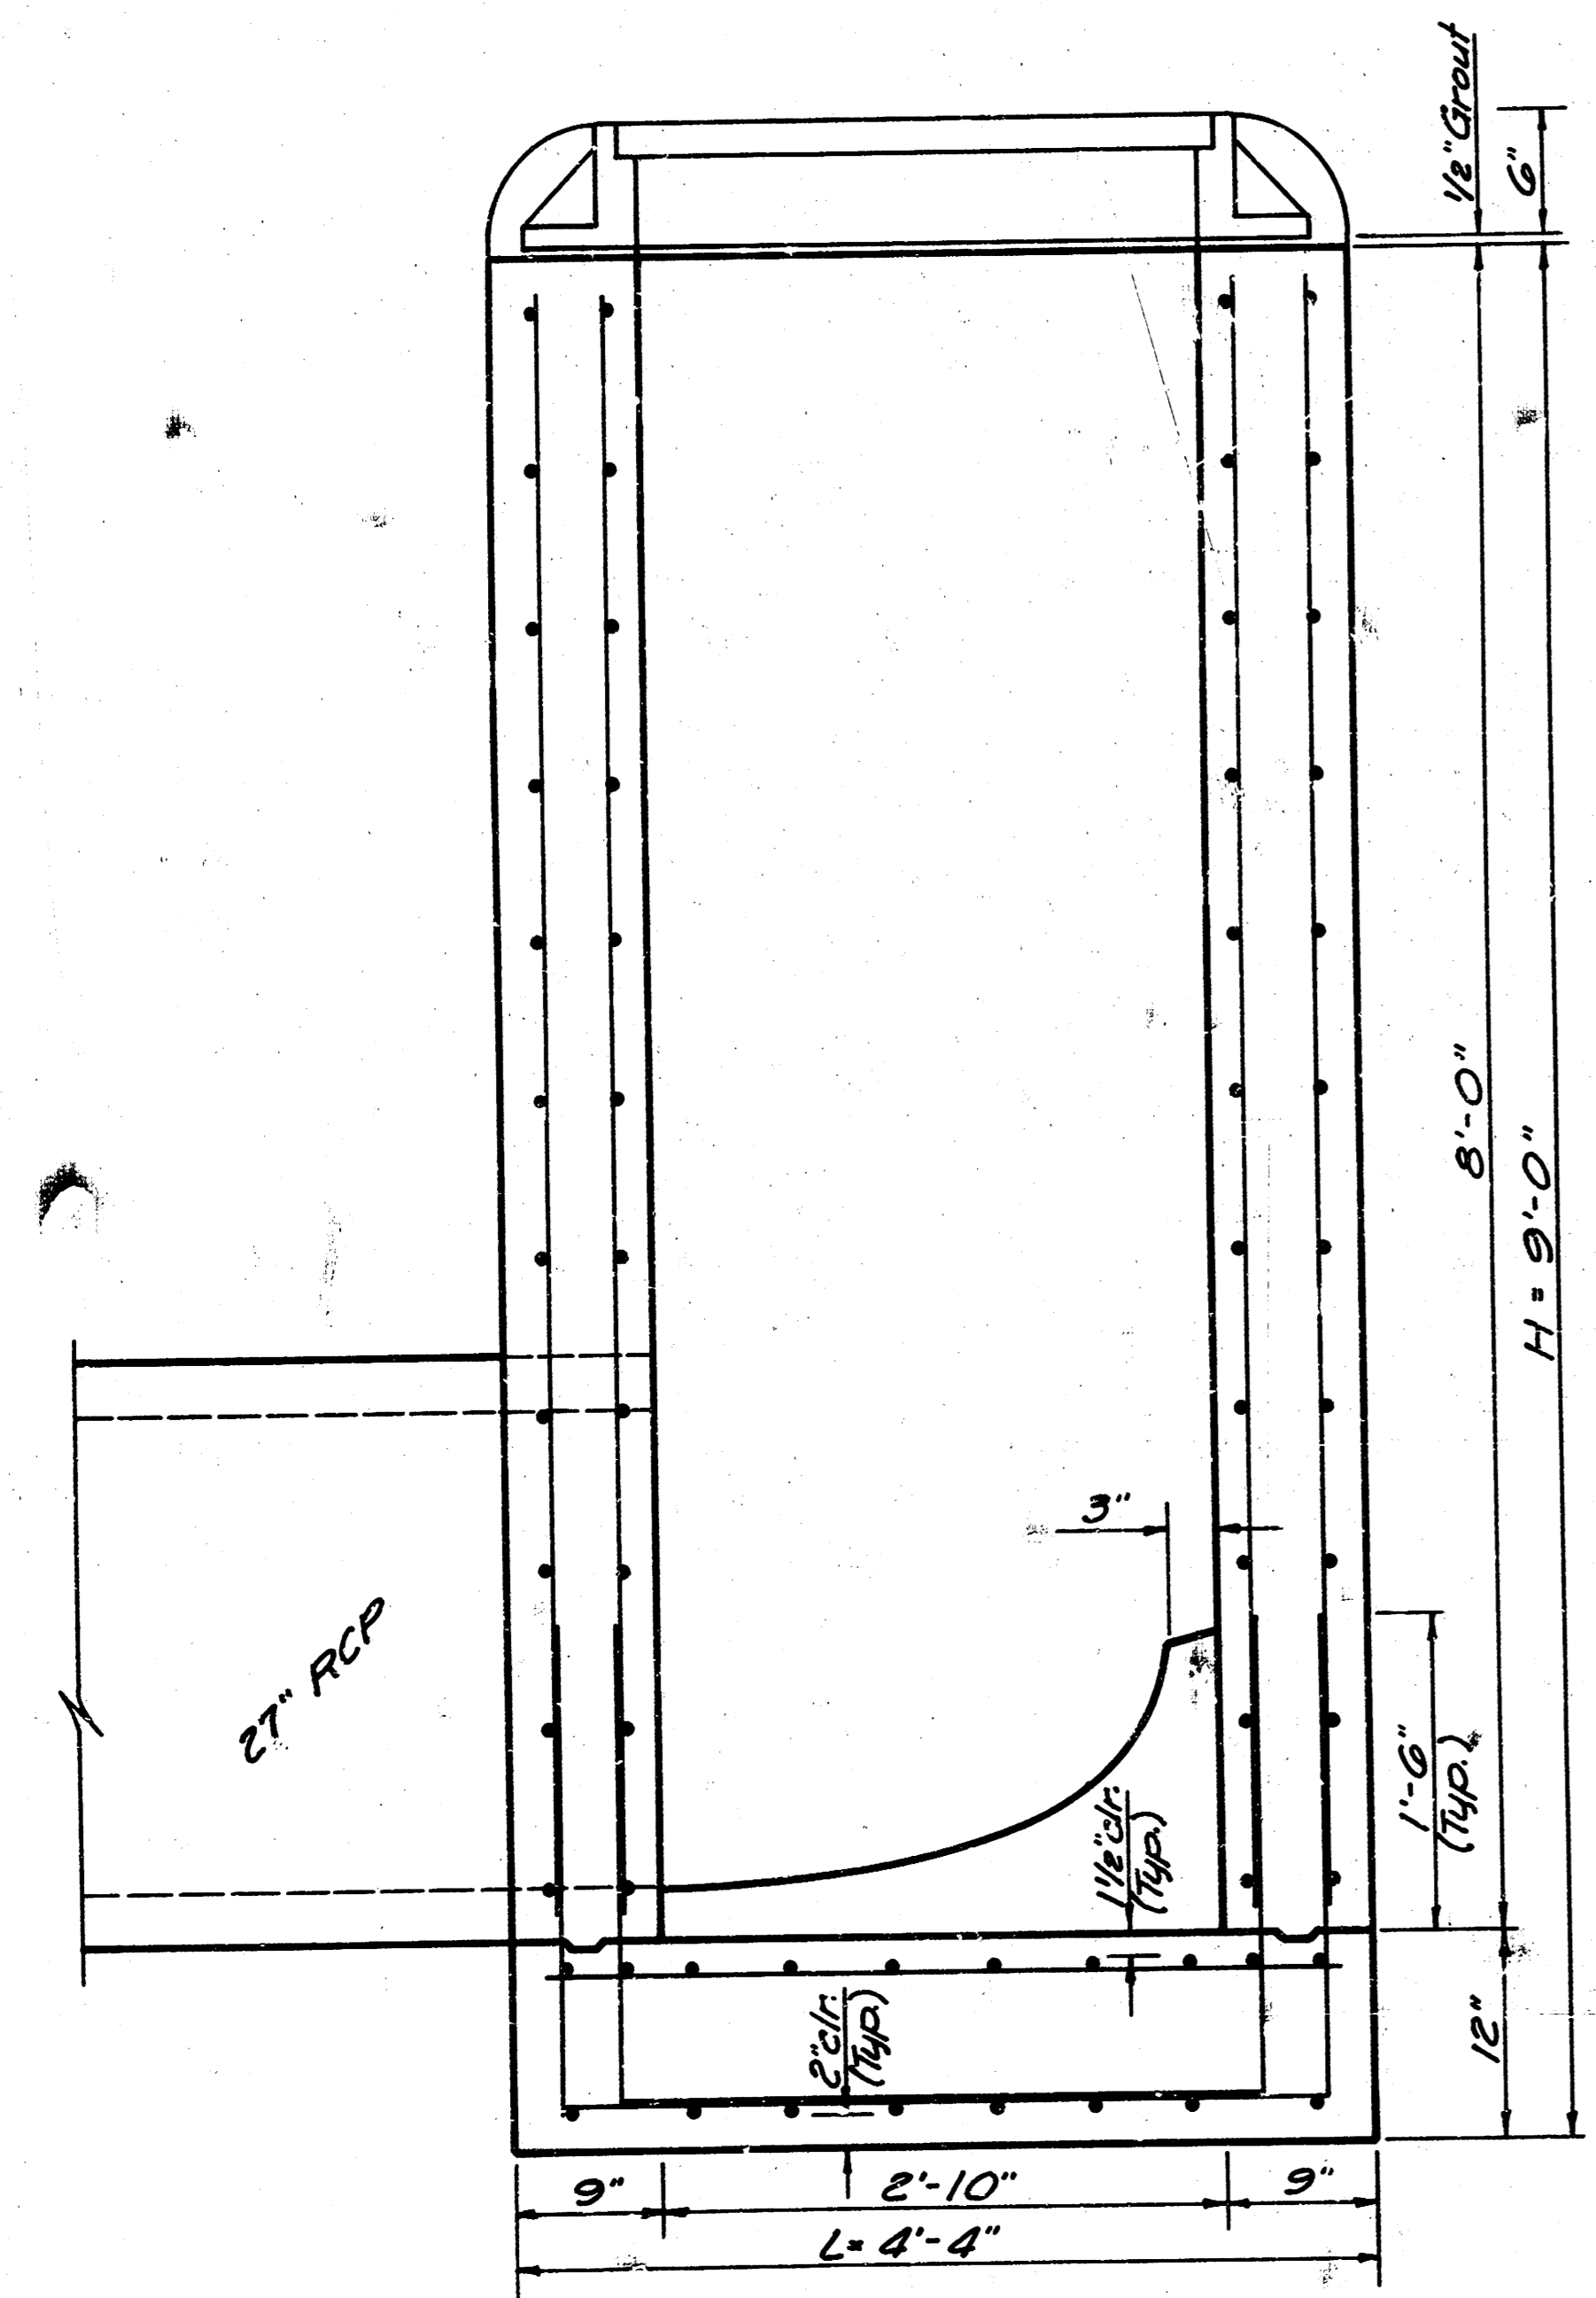 1/2" Grout
6"
8'-0"
H = 9'-0"
3"
27" RCP
1'-6"
(Typ.)
1 1/2" clr.
(Typ.)
2" clr.
(Typ.)
12"
9"
2'-10"
9"
L = 4'-4"